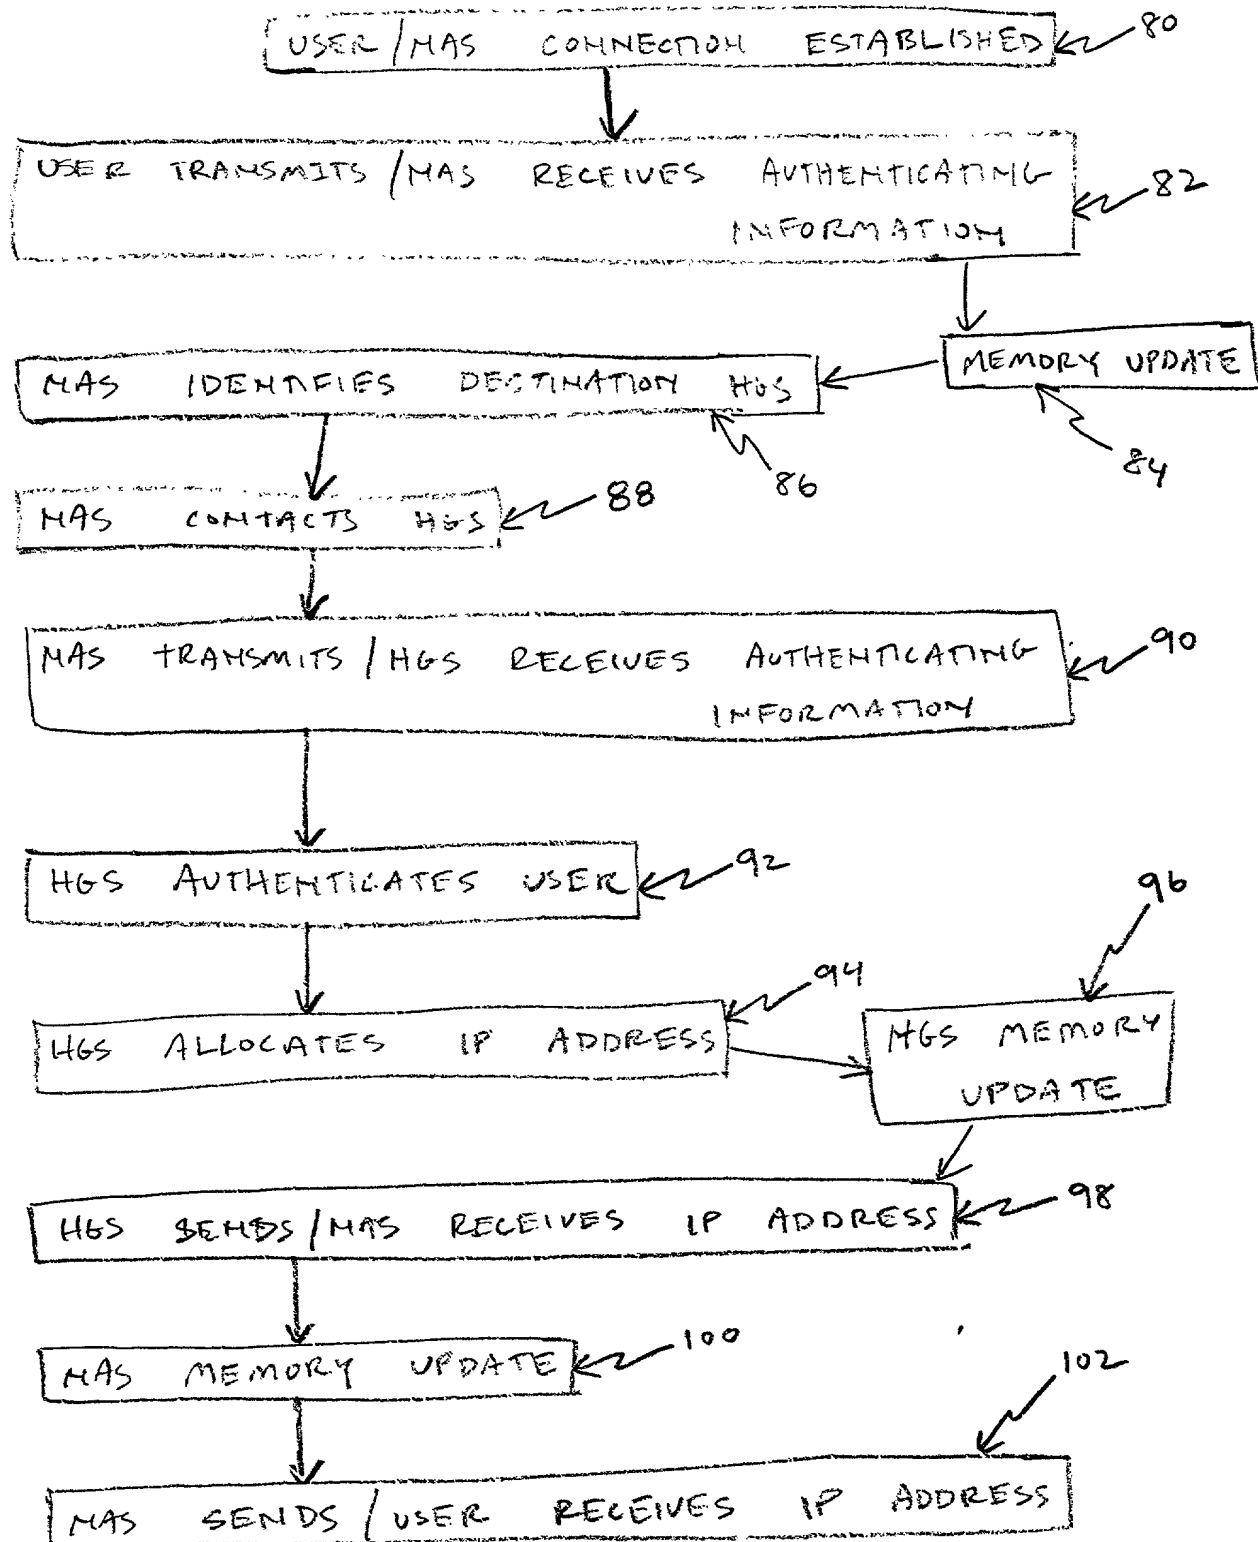 USER/MAS CONNECTION ESTABLISHED 80
USER TRANSMITS/MAS RECEIVES AUTHENTICATING
INFORMATION
82
MEMORY UPDATE
84
MAS IDENTIFIES DESTINATION HGS
86
MAS CONTACTS HGS 88
MAS TRANSMITS/HGS RECEIVES AUTHENTICATING
INFORMATION
90
HGS AUTHENTICATES USER 92
HGS ALLOCATES IP ADDRESS 94
96
HGS MEMORY
UPDATE
HGS SENDS/MAS RECEIVES IP ADDRESS 98
MAS MEMORY UPDATE 100
102
MAS SENDS/USER RECEIVES IP ADDRESS